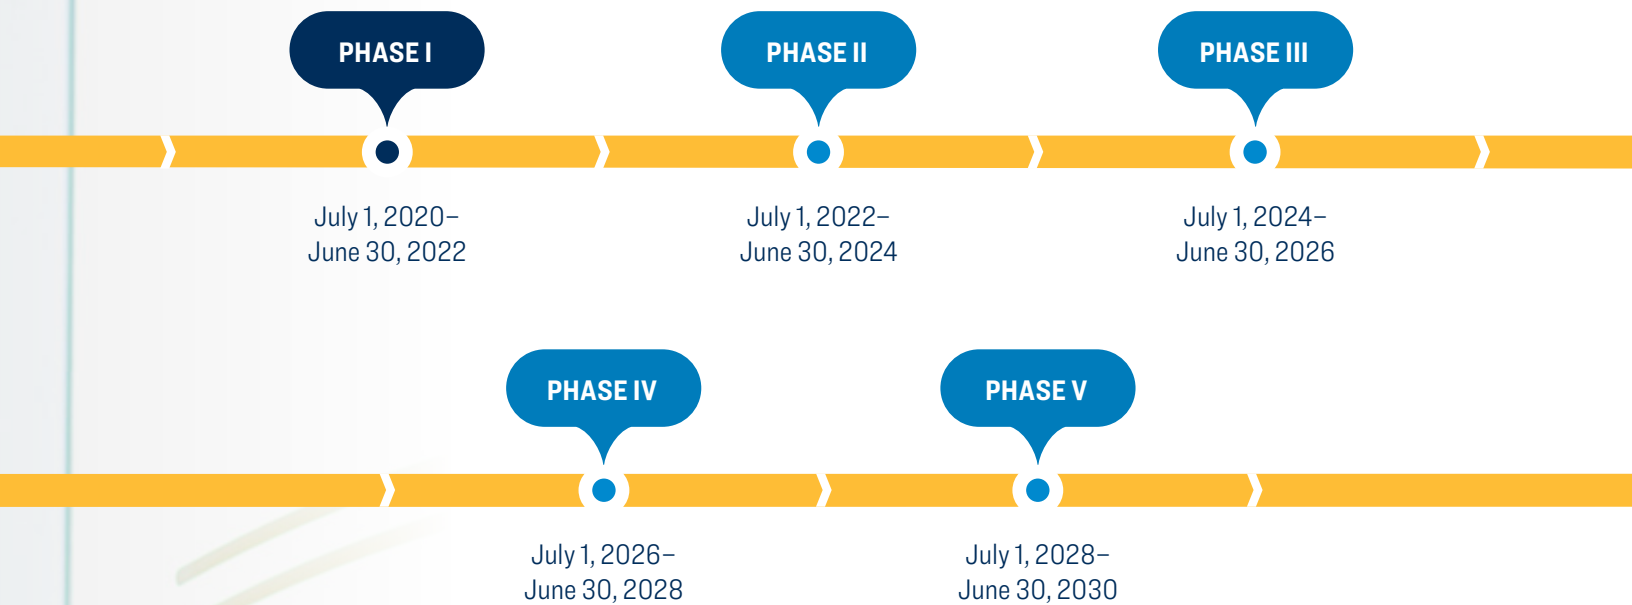 PHASE I
PHASE II
PHASE III
July 1, 2020–
June 30, 2022
July 1, 2022–
June 30, 2024
July 1, 2024–
June 30, 2026
PHASE IV
PHASE V
July 1, 2026–
June 30, 2028
July 1, 2028–
June 30, 2030